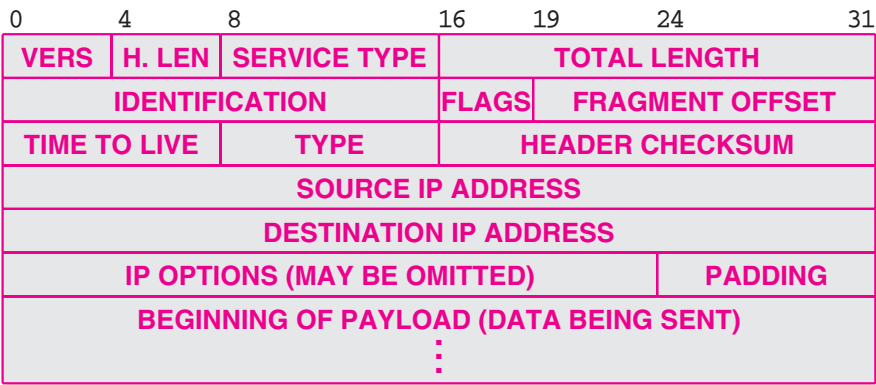 0 4 8 16 19 24 31
VERS H. LEN SERVICE TYPE TOTAL LENGTH
IDENTIFICATION FLAGS FRAGMENT OFFSET
TIME TO LIVE TYPE HEADER CHECKSUM
SOURCE IP ADDRESS
DESTINATION IP ADDRESS
IP OPTIONS (MAY BE OMITTED) PADDING
BEGINNING OF PAYLOAD (DATA BEING SENT)